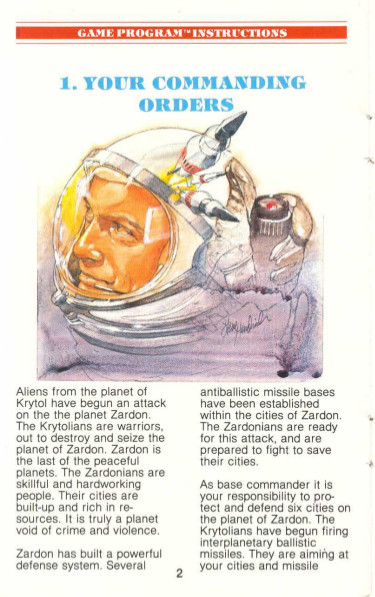 GAME PROGRAM™ INSTRUCTIONS
1. YOUR COMMANDING
ORDERS
Aliens from the planet of
Krytol have begun an attack
on the the planet Zardon.
The Krytolians are warriors,
out to destroy and seize the
planet of Zardon. Zardon is
the last of the peaceful
planets. The Zardonians are
skillful and hardworking
people. Their cities are
built-up and rich in re-
sources. It is truly a planet
void of crime and violence.
Zardon has built a powerful
defense system. Several
antiballistic missile bases
have been established
within the cities of Zardon.
The Zardonians are ready
for this attack, and are
prepared to fight to save
their cities.
As base commander it is
your responsibility to pro-
tect and defend six cities on
the planet of Zardon. The
Krytolians have begun firing
interplanetary ballistic
missiles. They are aiming at
your cities and missile
2